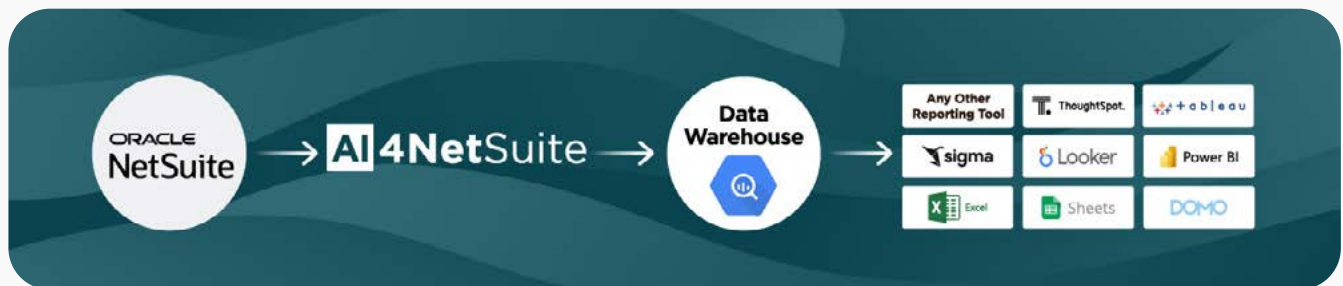 ORACLE
NetSuite
AI 4NetSuite
Data
Warehouse
Any Other
Reporting Tool
ThoughtSpot.
+ a b l e a u
sigma
Looker
Power BI
Excel
Sheets
DOMO